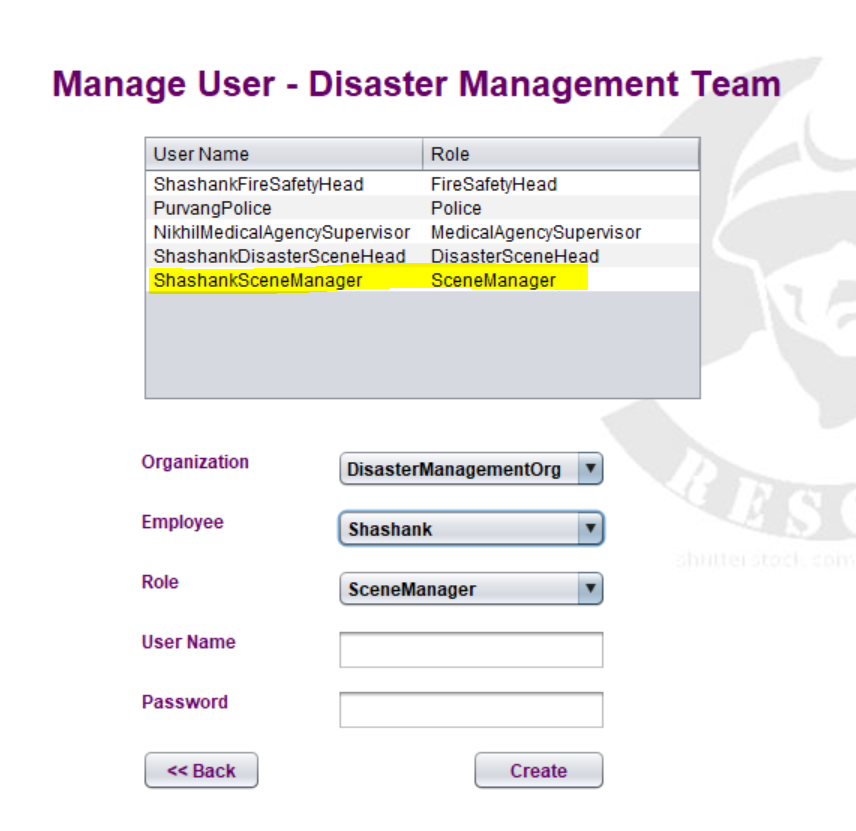 Manage User - Disaster Management Team
User Name Role
ShashankFireSafetyHead FireSafetyHead
PurvangPolice Police
NikhilMedicalAgencySupervisor MedicalAgencySupervisor
ShashankDisasterSceneHead DisasterSceneHead
ShashankSceneManager SceneManager
Organization DisasterManagementOrg
RESC
Employee Shashank
shutterstock.com
Role SceneManager
User Name
Password
<< Back Create